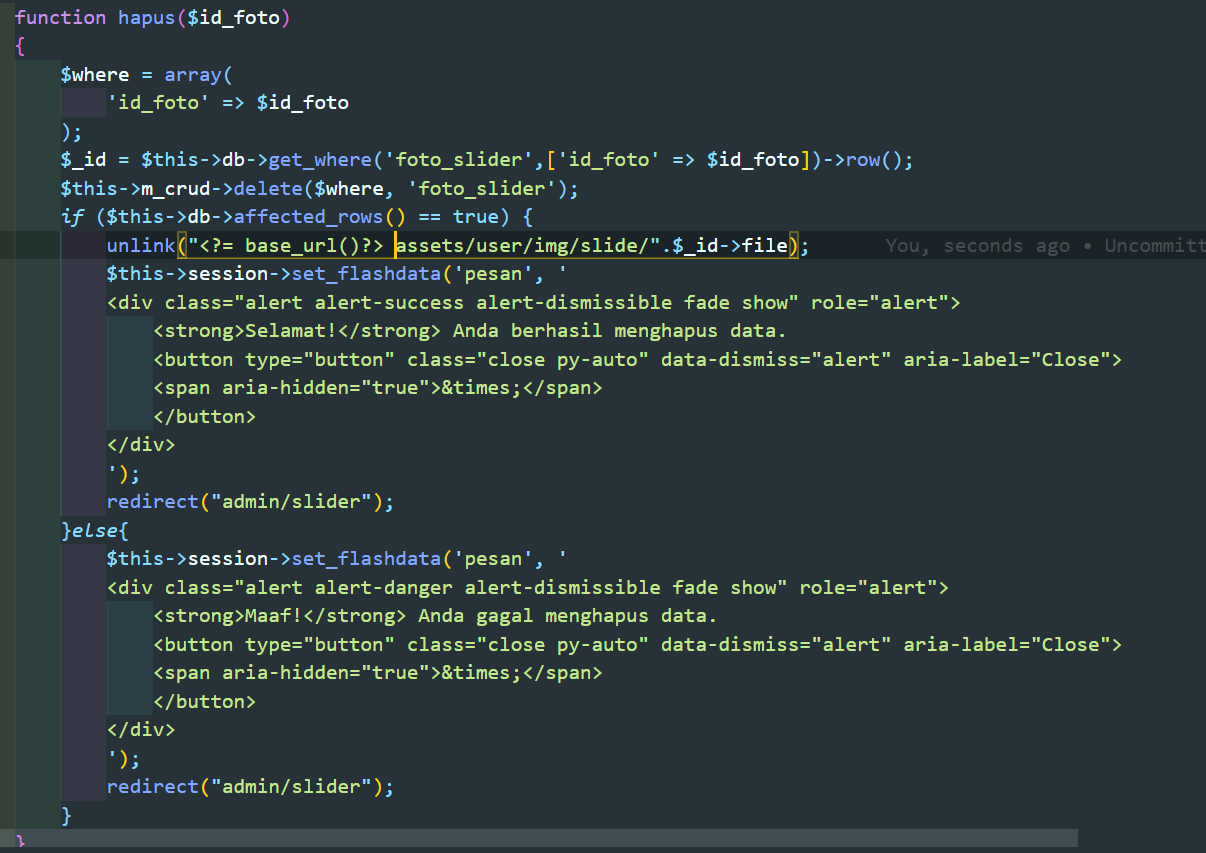 function hapus($id_foto)
{
$where = array(
'id_foto' => $id_foto
);
$_id = $this->db->get_where('foto_slider',['id_foto' => $id_foto])->row();
$this->m_crud->delete($where, 'foto_slider');
if ($this->db->affected_rows() == true) {
unlink("<?= base_url()?> assets/user/img/slide/".$_id->file); You, seconds ago • Uncommitt
$this->session->set_flashdata('pesan', '
<div class="alert alert-success alert-dismissible fade show" role="alert">
<strong>Selamat!</strong> Anda berhasil menghapus data.
<button type="button" class="close py-auto" data-dismiss="alert" aria-label="Close">
<span aria-hidden="true">&times;</span>
</button>
</div>
');
redirect("admin/slider");
}else{
$this->session->set_flashdata('pesan', '
<div class="alert alert-danger alert-dismissible fade show" role="alert">
<strong>Maaf!</strong> Anda gagal menghapus data.
<button type="button" class="close py-auto" data-dismiss="alert" aria-label="Close">
<span aria-hidden="true">&times;</span>
</button>
</div>
');
redirect("admin/slider");
}
}